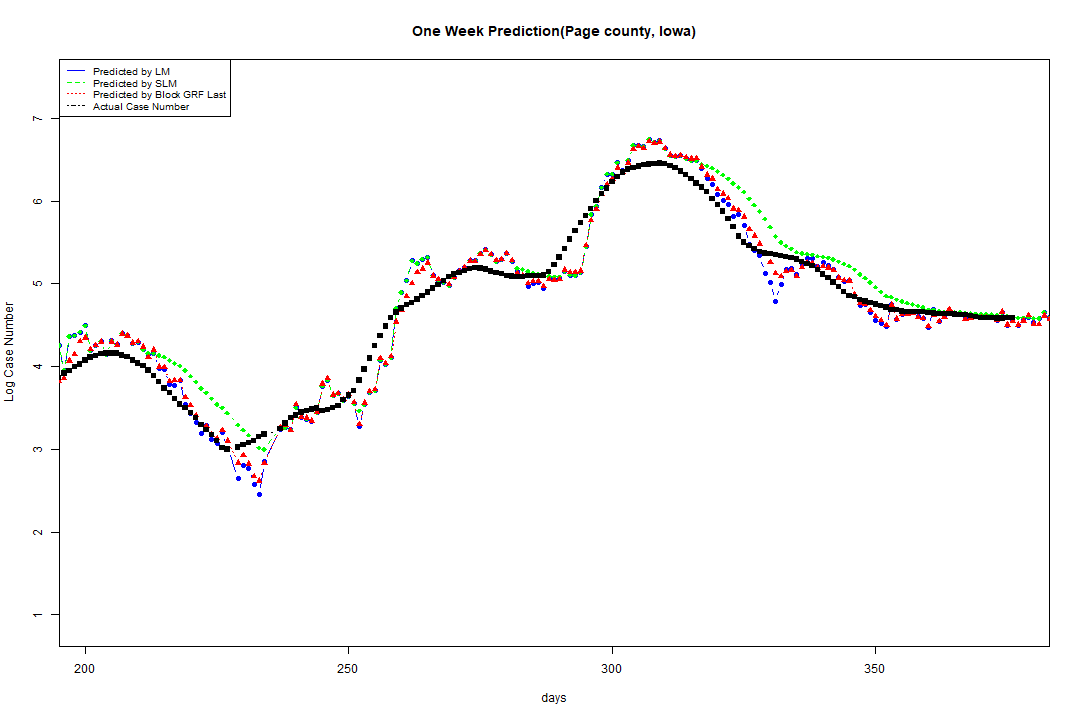 One Week Prediction(Page county, Iowa)
Predicted by LM
Predicted by SLM
Predicted by Block GRF Last
Actual Case Number
7
6
5
4
3
2
1
Log Case Number
200 250 300 350
days